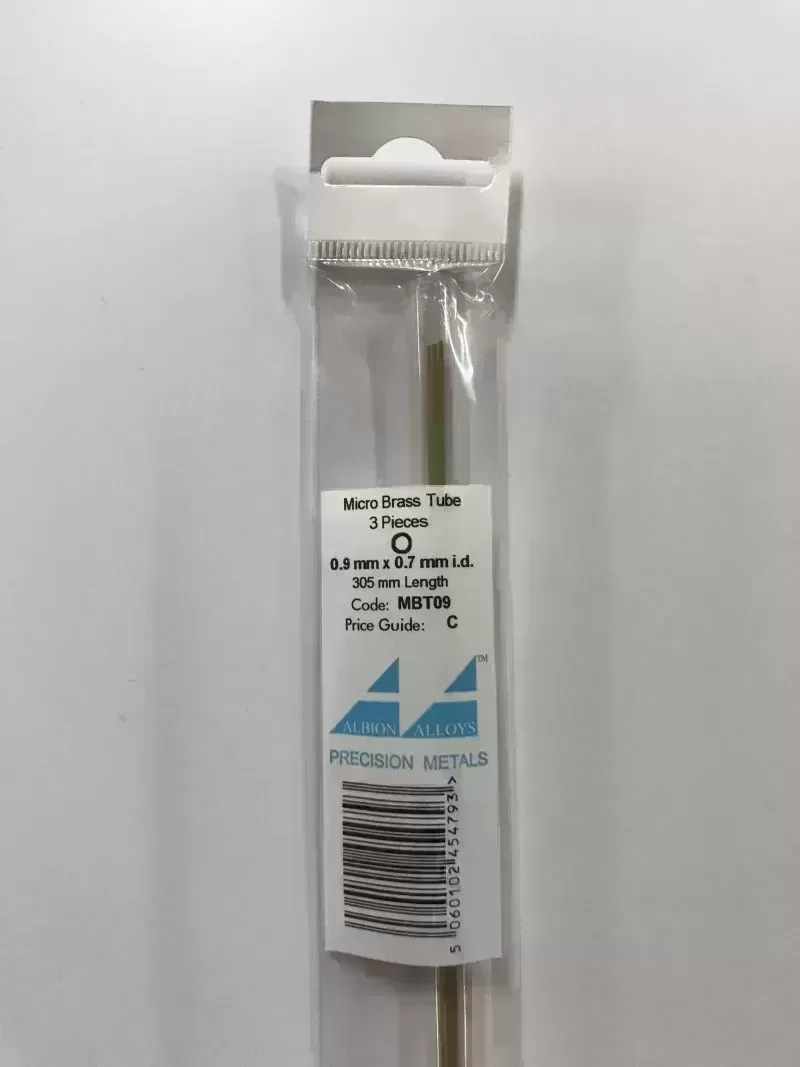 Micro Brass Tube
3 Pieces
0.9 mm x 0.7 mm i.d.
305 mm Length
Code: MBT09
Price Guide: C
TM
ALBION ALLOYS
PRECISION METALS
5 060102 454793 >